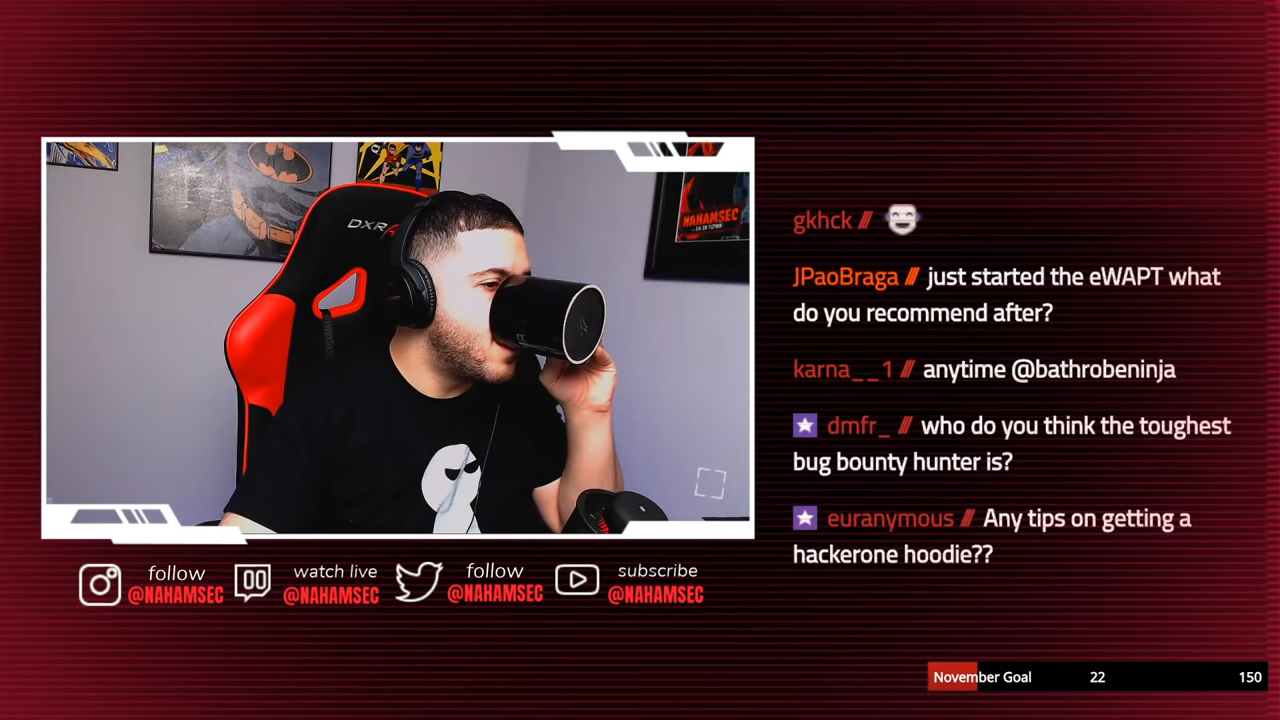 DXR
NAHAMSEC
gkhck ///
JPaoBraga /// just started the eWAPT what
do you recommend after?
karna__1 /// anytime @bathrobeninja
dmfr_ /// who do you think the toughest
bug bounty hunter is?
euranymous /// Any tips on getting a
hackerone hoodie??
follow
@NAHAMSEC
watch live
@NAHAMSEC
follow
@NAHAMSEC
subscribe
@NAHAMSEC
November Goal 22 150